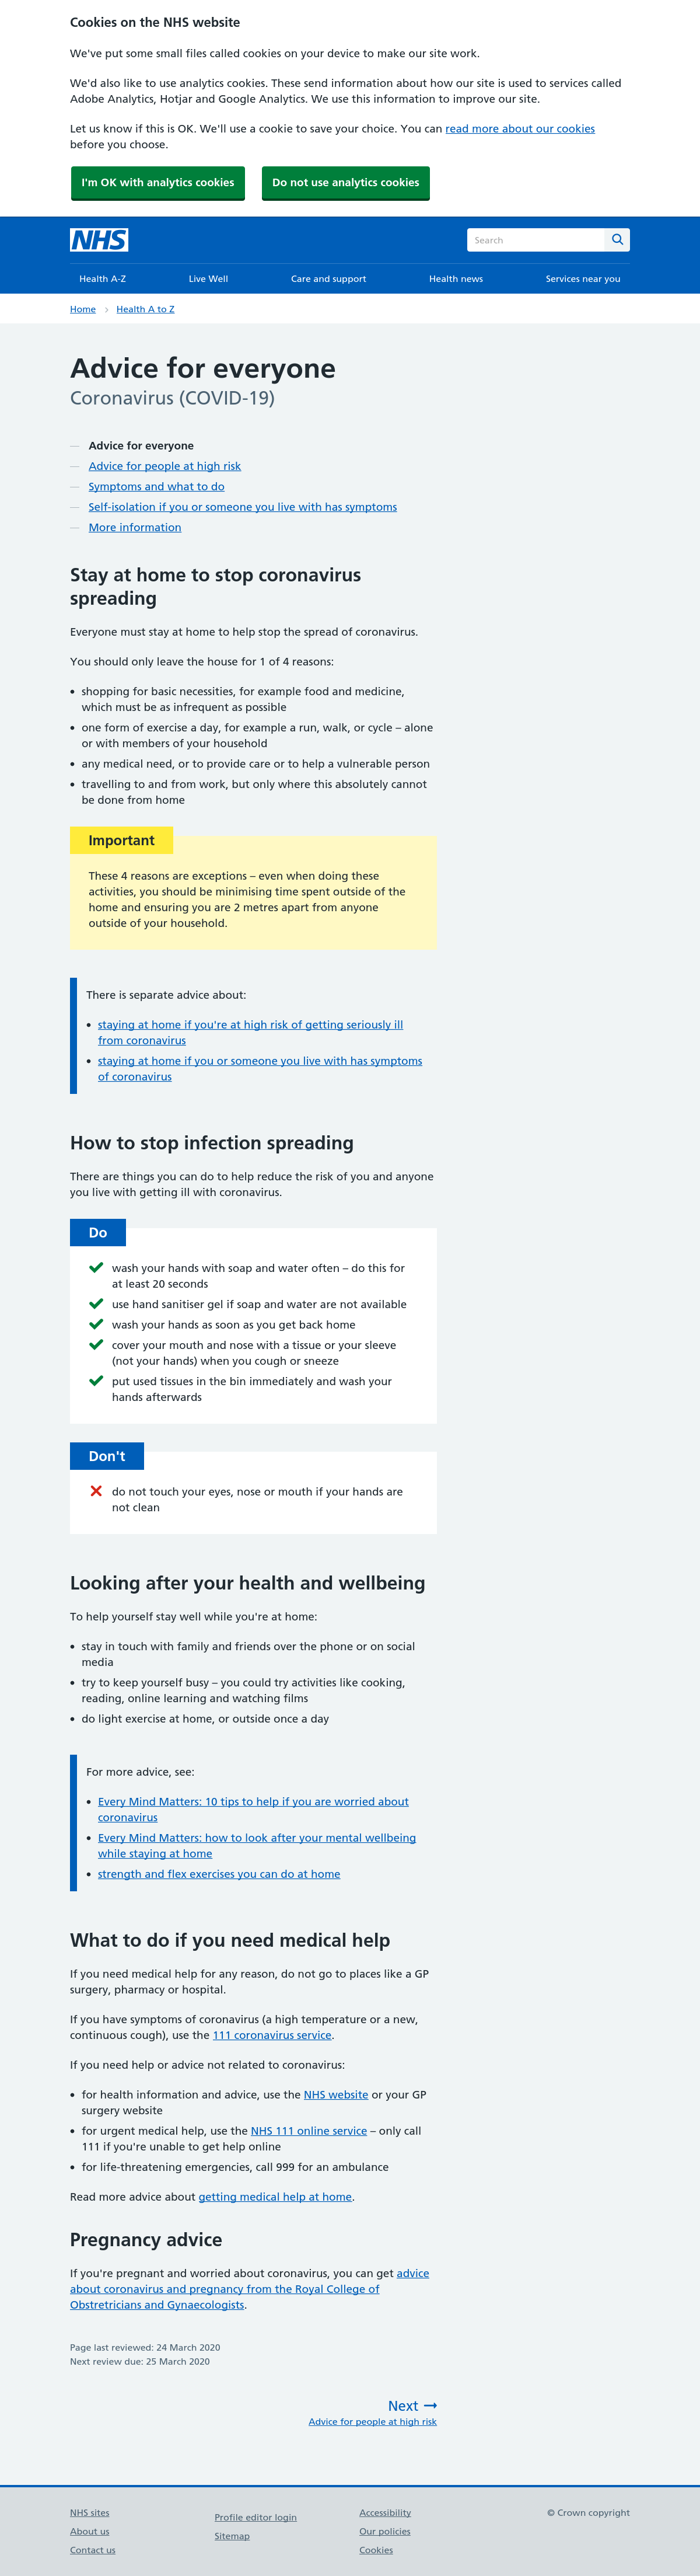 Cookies on the NHS website
We've put some small files called cookies on your device to make our site work.
We'd also like to use analytics cookies. These send information about how our site is used to services called
Adobe Analytics, Hotjar and Google Analytics. We use this information to improve our site.
Let us know if this is OK. We'll use a cookie to save your choice. You can read more about our cookies
before you choose.
I'm OK with analytics cookies
Do not use analytics cookies
NHS
Search
Health A-Z
Live Well
Care and support
Health news
Services near you
Home
Health A to Z
Advice for everyone
Coronavirus (COVID-19)
— Advice for everyone
— Advice for people at high risk
— Symptoms and what to do
— Self-isolation if you or someone you live with has symptoms
— More information
Stay at home to stop coronavirus
spreading
Everyone must stay at home to help stop the spread of coronavirus.
You should only leave the house for 1 of 4 reasons:
• shopping for basic necessities, for example food and medicine,
which must be as infrequent as possible
• one form of exercise a day, for example a run, walk, or cycle – alone
or with members of your household
• any medical need, or to provide care or to help a vulnerable person
• travelling to and from work, but only where this absolutely cannot
be done from home
Important
These 4 reasons are exceptions – even when doing these
activities, you should be minimising time spent outside of the
home and ensuring you are 2 metres apart from anyone
outside of your household.
There is separate advice about:
• staying at home if you're at high risk of getting seriously ill
from coronavirus
• staying at home if you or someone you live with has symptoms
of coronavirus
How to stop infection spreading
There are things you can do to help reduce the risk of you and anyone
you live with getting ill with coronavirus.
Do
wash your hands with soap and water often – do this for
at least 20 seconds
use hand sanitiser gel if soap and water are not available
wash your hands as soon as you get back home
cover your mouth and nose with a tissue or your sleeve
(not your hands) when you cough or sneeze
put used tissues in the bin immediately and wash your
hands afterwards
Don't
do not touch your eyes, nose or mouth if your hands are
not clean
Looking after your health and wellbeing
To help yourself stay well while you're at home:
• stay in touch with family and friends over the phone or on social
media
• try to keep yourself busy – you could try activities like cooking,
reading, online learning and watching films
• do light exercise at home, or outside once a day
For more advice, see:
• Every Mind Matters: 10 tips to help if you are worried about
coronavirus
• Every Mind Matters: how to look after your mental wellbeing
while staying at home
• strength and flex exercises you can do at home
What to do if you need medical help
If you need medical help for any reason, do not go to places like a GP
surgery, pharmacy or hospital.
If you have symptoms of coronavirus (a high temperature or a new,
continuous cough), use the 111 coronavirus service.
If you need help or advice not related to coronavirus:
• for health information and advice, use the NHS website or your GP
surgery website
• for urgent medical help, use the NHS 111 online service – only call
111 if you're unable to get help online
• for life-threatening emergencies, call 999 for an ambulance
Read more advice about getting medical help at home.
Pregnancy advice
If you're pregnant and worried about coronavirus, you can get advice
about coronavirus and pregnancy from the Royal College of
Obstretricians and Gynaecologists.
Page last reviewed: 24 March 2020
Next review due: 25 March 2020
Next
Advice for people at high risk
NHS sites
About us
Contact us
Profile editor login
Sitemap
Accessibility
Our policies
Cookies
© Crown copyright